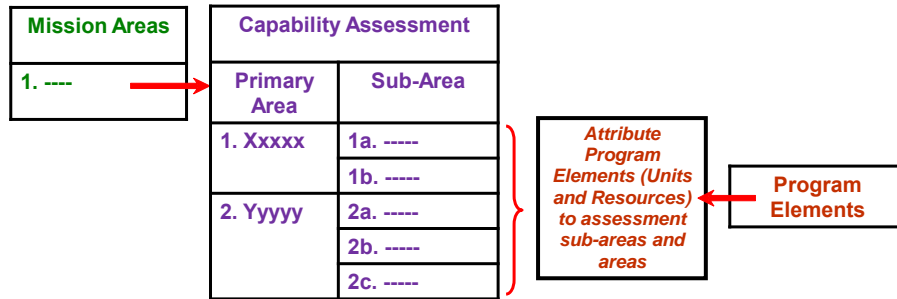 Mission Areas
1. ----
Capability Assessment
Primary
Area
Sub-Area
1. Xxxxx
1a. -----
1b. -----
2. Yyyyy
2a. -----
2b. -----
2c. -----
Attribute
Program
Elements (Units
and Resources)
to assessment
sub-areas and
areas
Program
Elements